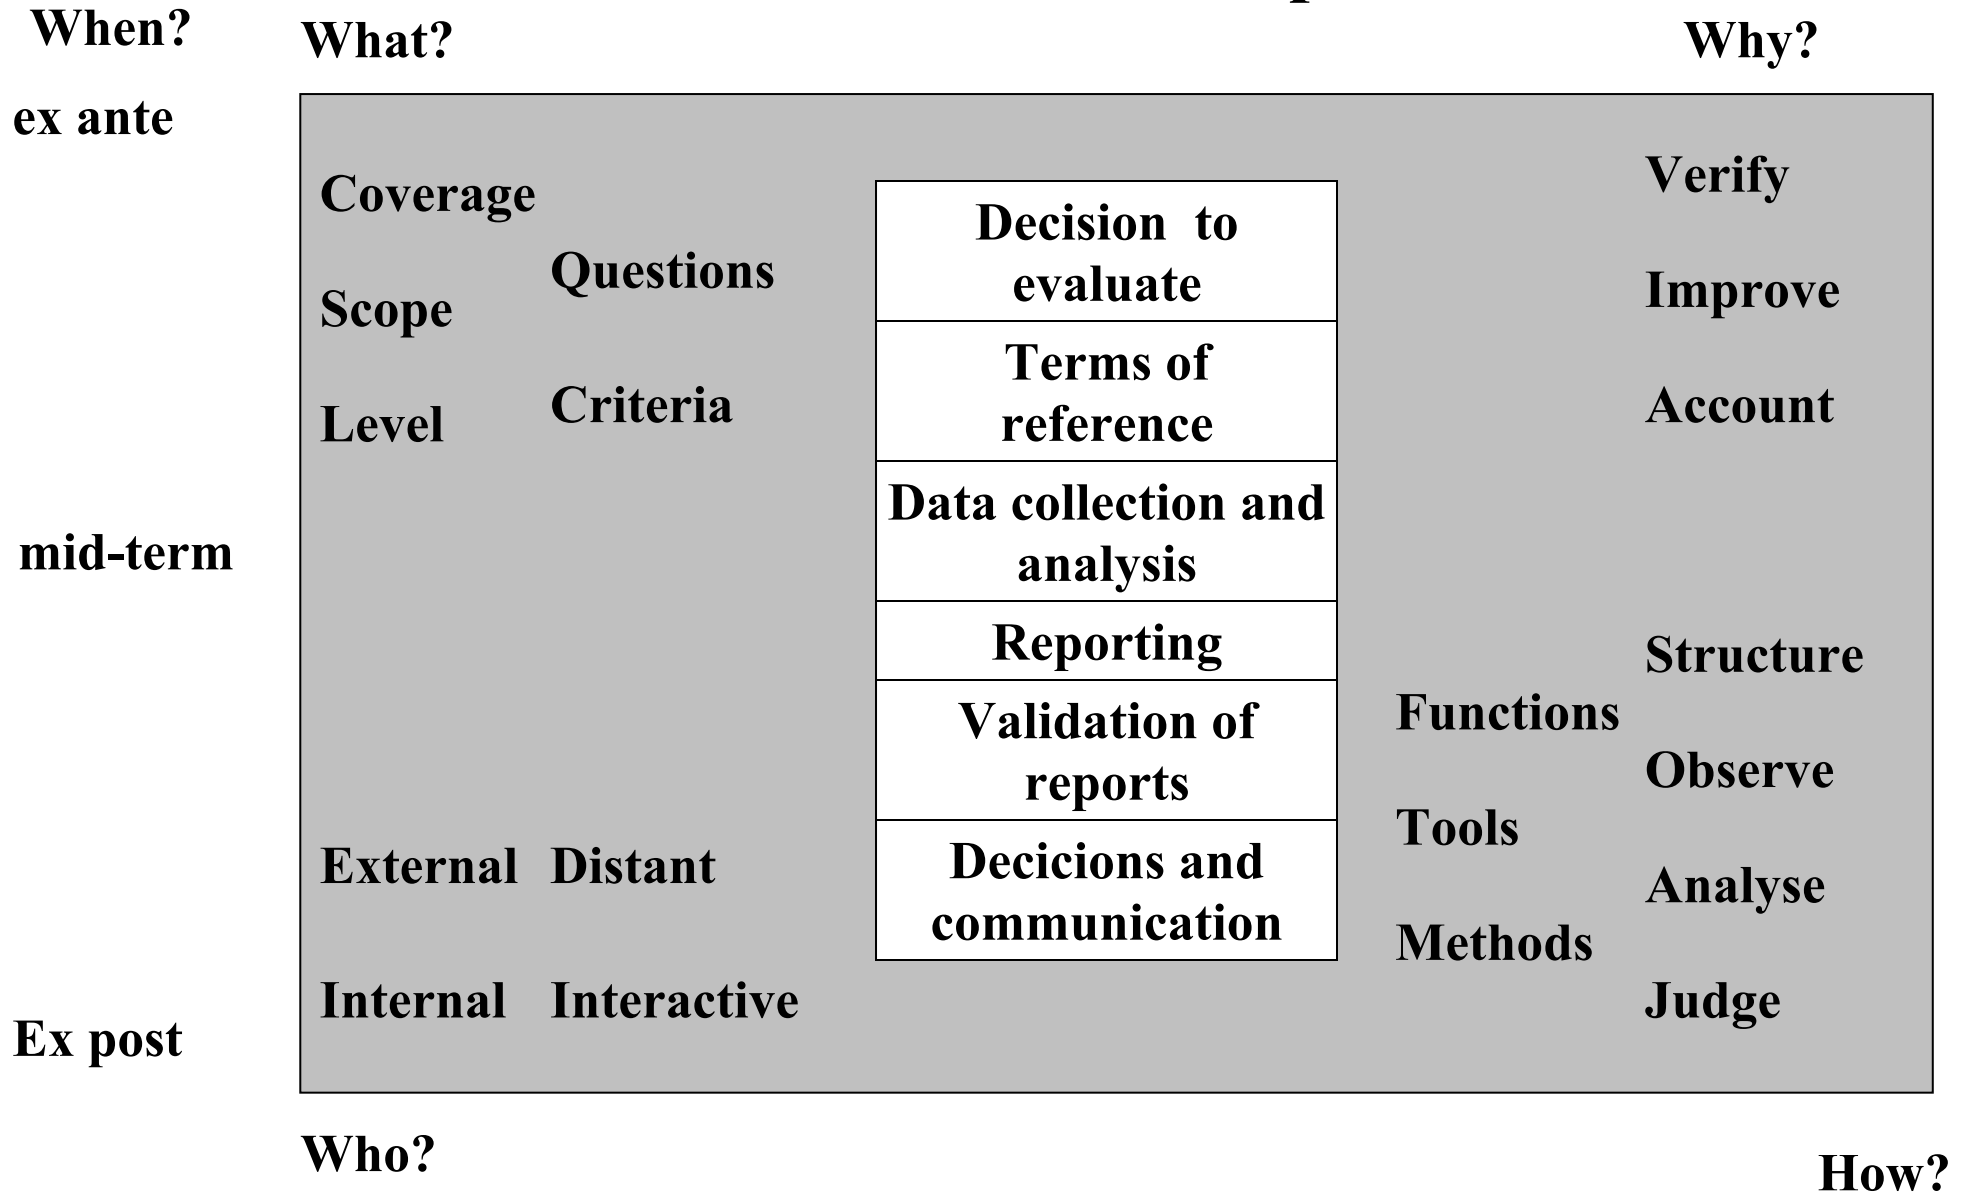 When?
What?
Why?
ex ante
Coverage
Scope
Level
Questions
Criteria
Decision to
evaluate
Terms of
reference
Data collection and
analysis
Reporting
Validation of
reports
Decicions and
communication
Verify
Improve
Account
mid-term
Structure
Observe
Analyse
Judge
Functions
Tools
Methods
External Distant
Internal Interactive
Ex post
Who?
How?